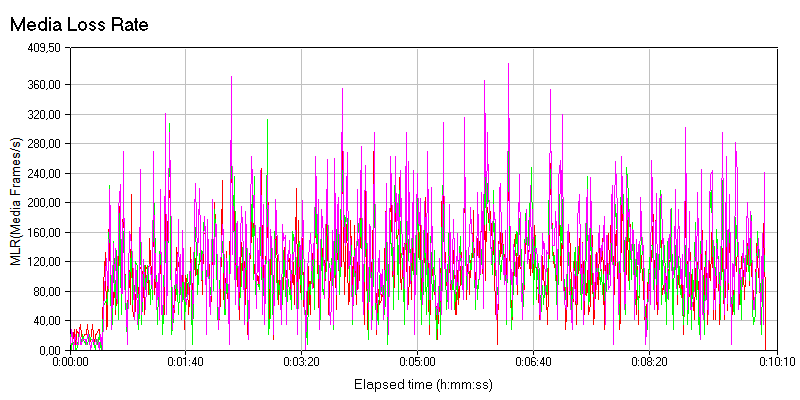 Media Loss Rate
409,50
360,00
320,00
280,00
240,00
200,00
160,00
120,00
80,00
40,00
0,00
MLR(Media Frames/s)
0:00:00 0:01:40 0:03:20 0:05:00 0:06:40 0:08:20 0:10:10
Elapsed time (h:mm:ss)